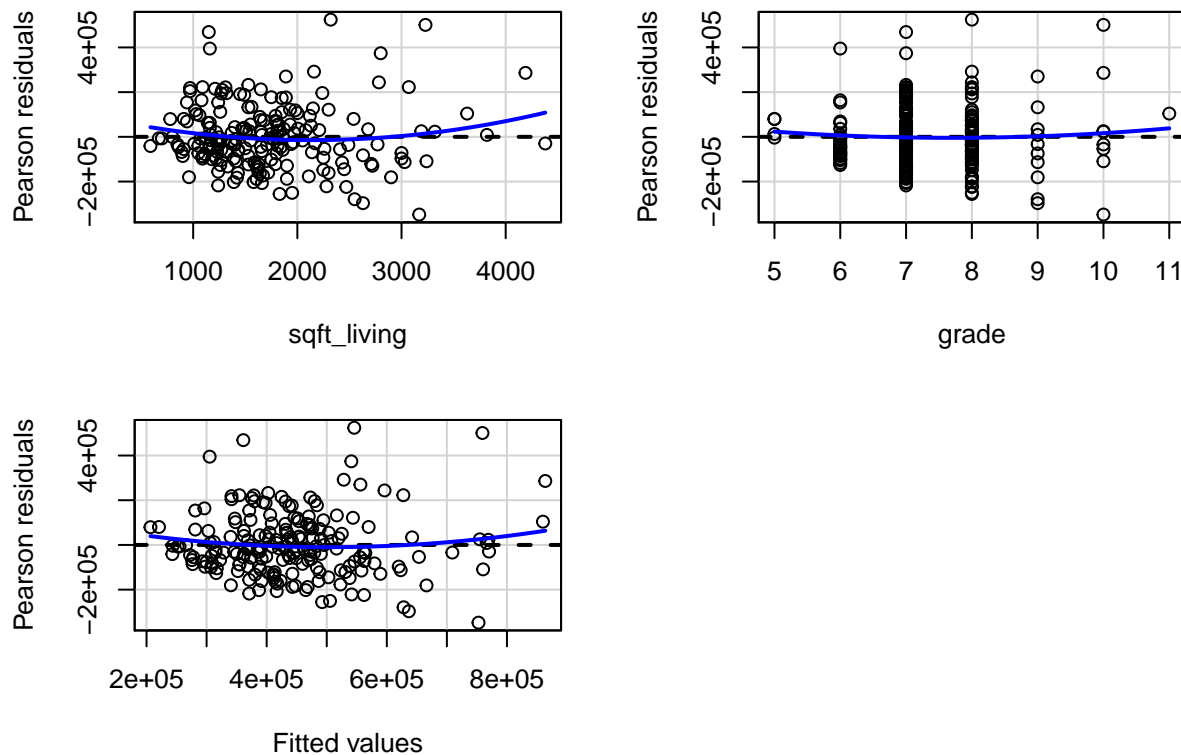 Pearson residuals
−2e+05
4e+05
1000
2000
3000
4000
sqft_living
Pearson residuals
−2e+05
4e+05
5
6
7
8
9
10
11
grade
Pearson residuals
−2e+05
4e+05
2e+05
4e+05
6e+05
8e+05
Fitted values